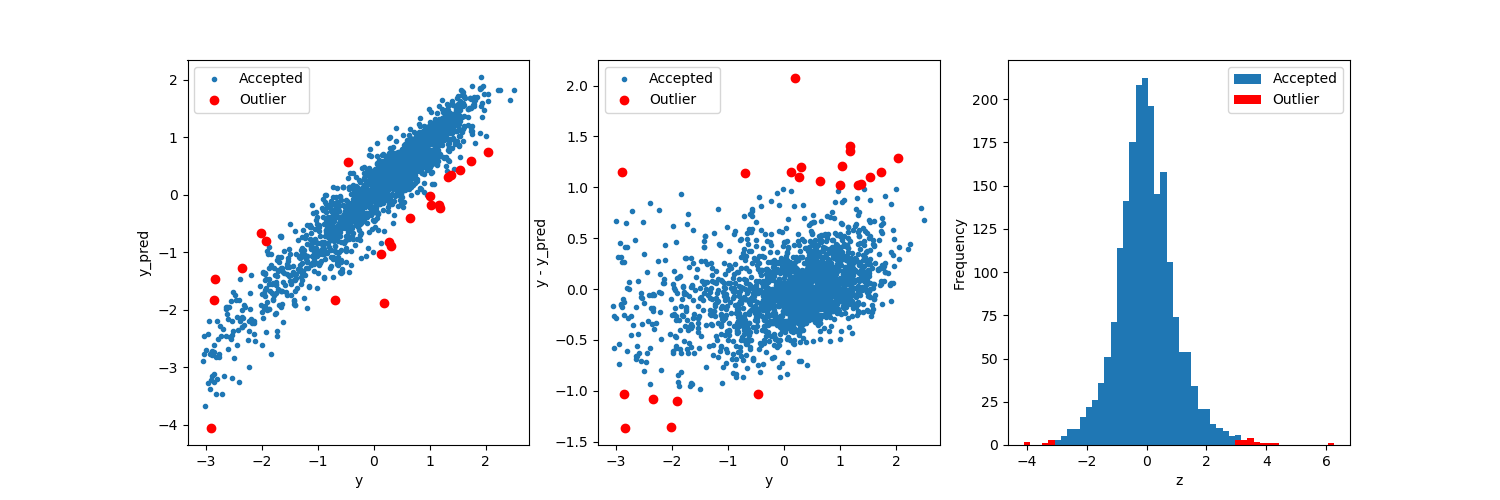 Accepted
Outlier
2
1
0
−1
−2
−3
−4
y_pred
−3 −2 −1 0 1 2
y
Accepted
Outlier
2.0
1.5
1.0
0.5
0.0
−0.5
−1.0
−1.5
y - y_pred
−3 −2 −1 0 1 2
y
Accepted
Outlier
200
175
150
125
100
75
50
25
0
Frequency
−4 −2 0 2 4 6
z